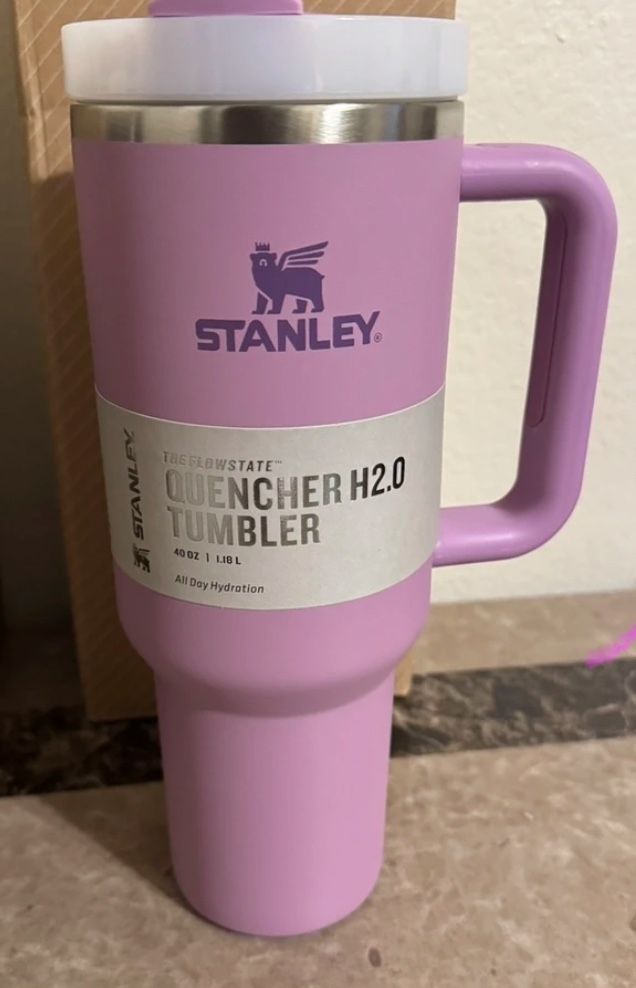 STANLEY®
STANLEY
THE FLOWSTATE™
QUENCHER H2.0
TUMBLER
40 OZ | 1.18 L
All Day Hydration